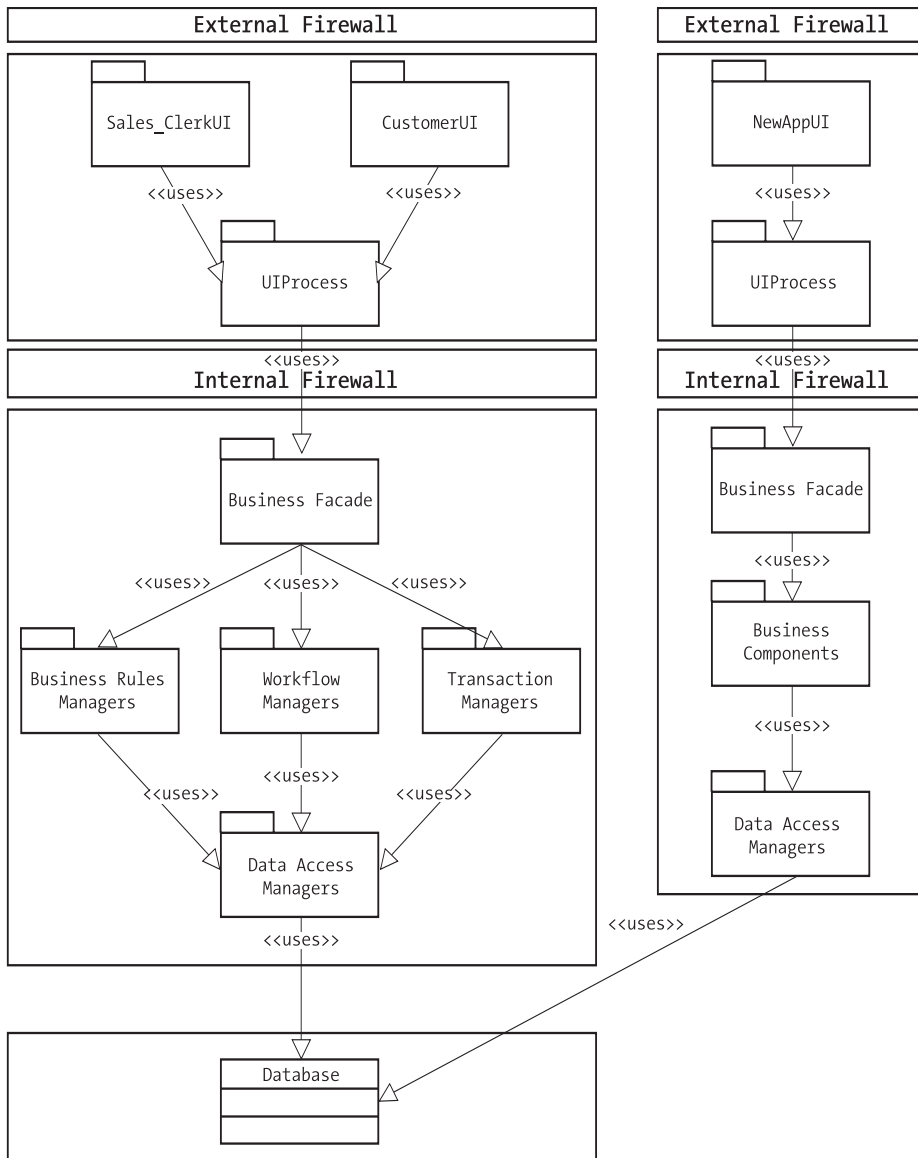 External Firewall
External Firewall
Sales_ClerkUI
CustomerUI
NewAppUI
<<uses>>
<<uses>>
<<uses>>
UIProcess
UIProcess
<<uses>>
<<uses>>
Internal Firewall
Internal Firewall
Business Facade
Business Facade
<<uses>>
<<uses>>
<<uses>>
<<uses>>
Business Rules
Managers
Workflow
Managers
Transaction
Managers
Business
Components
<<uses>>
<<uses>>
<<uses>>
<<uses>>
Data Access
Managers
Data Access
Managers
<<uses>>
<<uses>>
Database